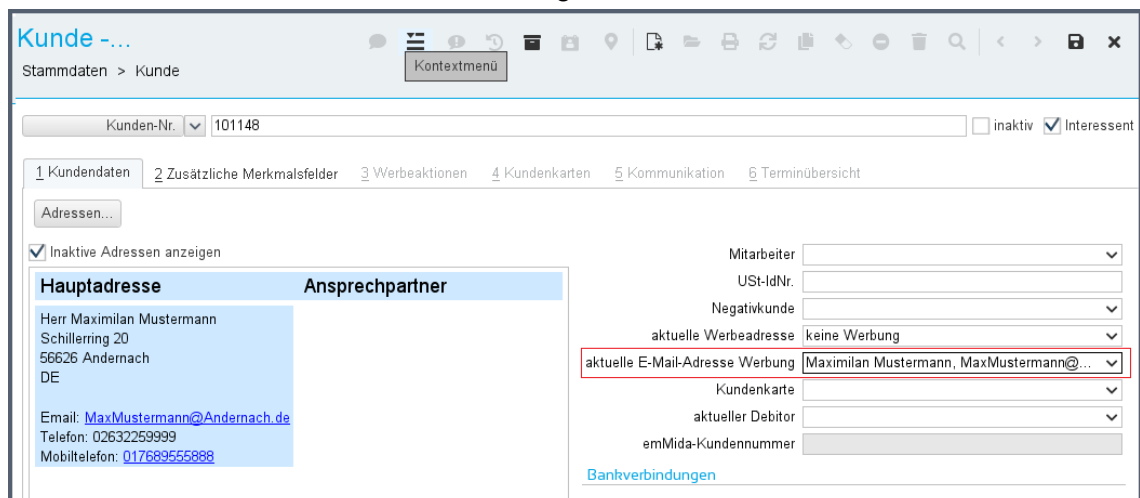 Kunde -...
Stammdaten > Kunde
Kontextmenü
Kunden-Nr. 101148 inaktiv Interessent
1 Kundendaten 2 Zusätzliche Merkmalsfelder 3 Werbeaktionen 4 Kundenkarten 5 Kommunikation 6 Terminübersicht
Adressen...
Inaktive Adressen anzeigen
Hauptadresse Ansprechpartner
Herr Maximilian Mustermann
Schillerring 20
56626 Andernach
DE
Email: MaxMustermann@Andernach.de
Telefon: 02632259999
Mobiltelefon: 017689555888
Mitarbeiter
USt-IdNr.
Negativkunde
aktuelle Werbeadresse keine Werbung
aktuelle E-Mail-Adresse Werbung Maximilian Mustermann, MaxMustermann@...
Kundenkarte
aktueller Debitor
emMida-Kundennummer
Bankverbindungen